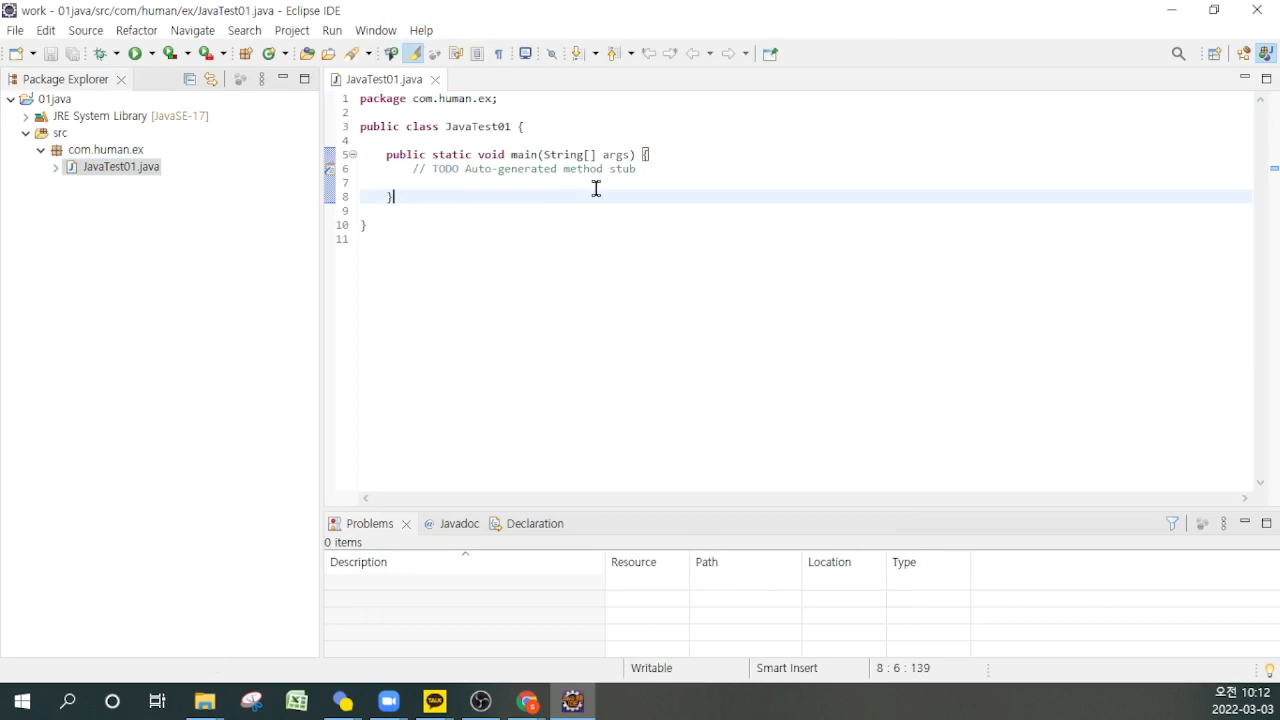 work - 01java/src/com/human/ex/JavaTest01.java - Eclipse IDE
File Edit Source Refactor Navigate Search Project Run Window Help
Package Explorer
01java
JRE System Library [JavaSE-17]
src
com.human.ex
JavaTest01.java
JavaTest01.java
1 package com.human.ex;
2
3 public class JavaTest01 {
4
5 public static void main(String[] args) {
6 // TODO Auto-generated method stub
7
8 }
9
10 }
11
Problems Javadoc Declaration
0 items
Description Resource Path Location Type
Writable Smart Insert 8 : 6 : 139
TALK
오전 10:12
2022-03-03